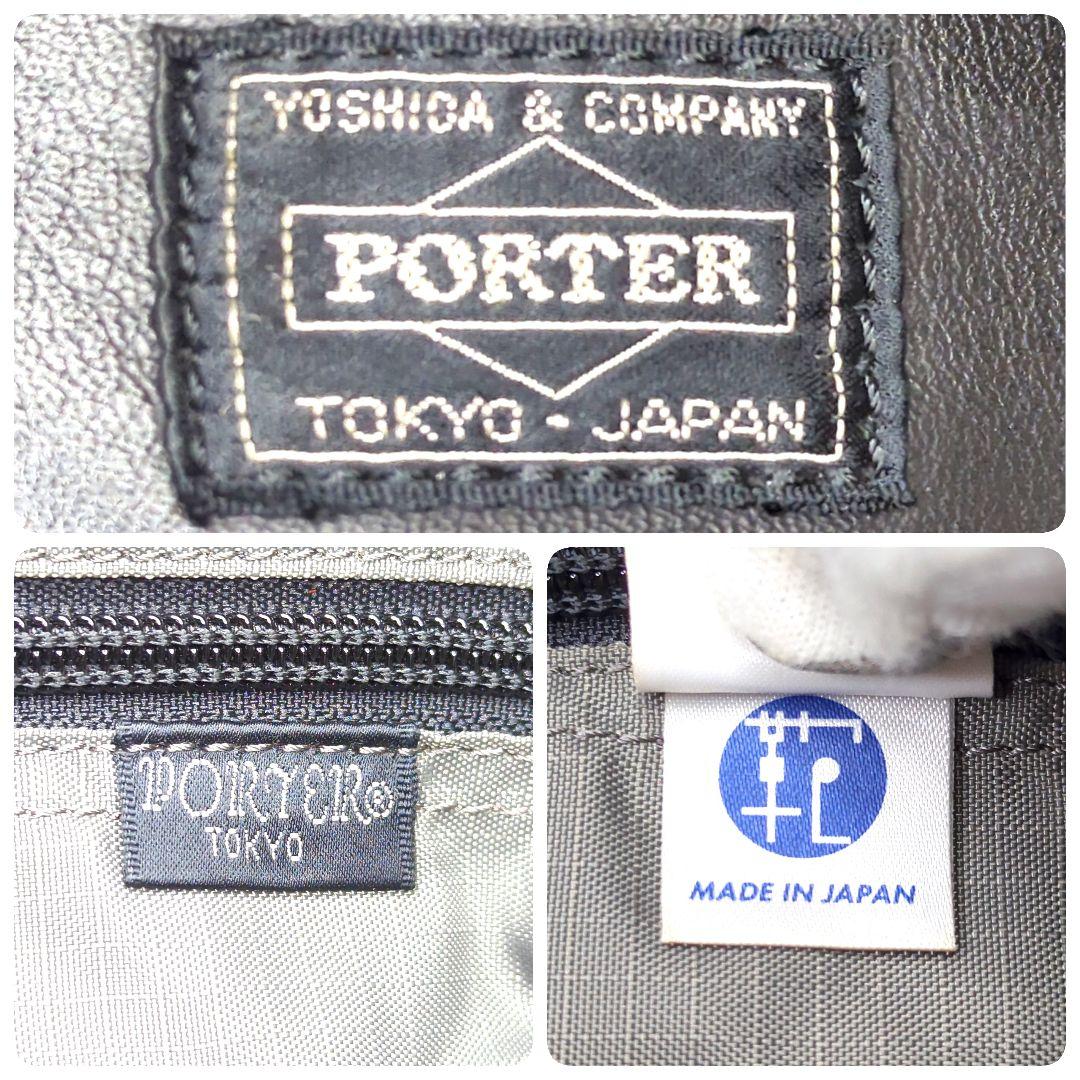 YOSHIDA & COMPANY
PORTER
TOKYO - JAPAN
PORTER®
TOKYO
MADE IN JAPAN